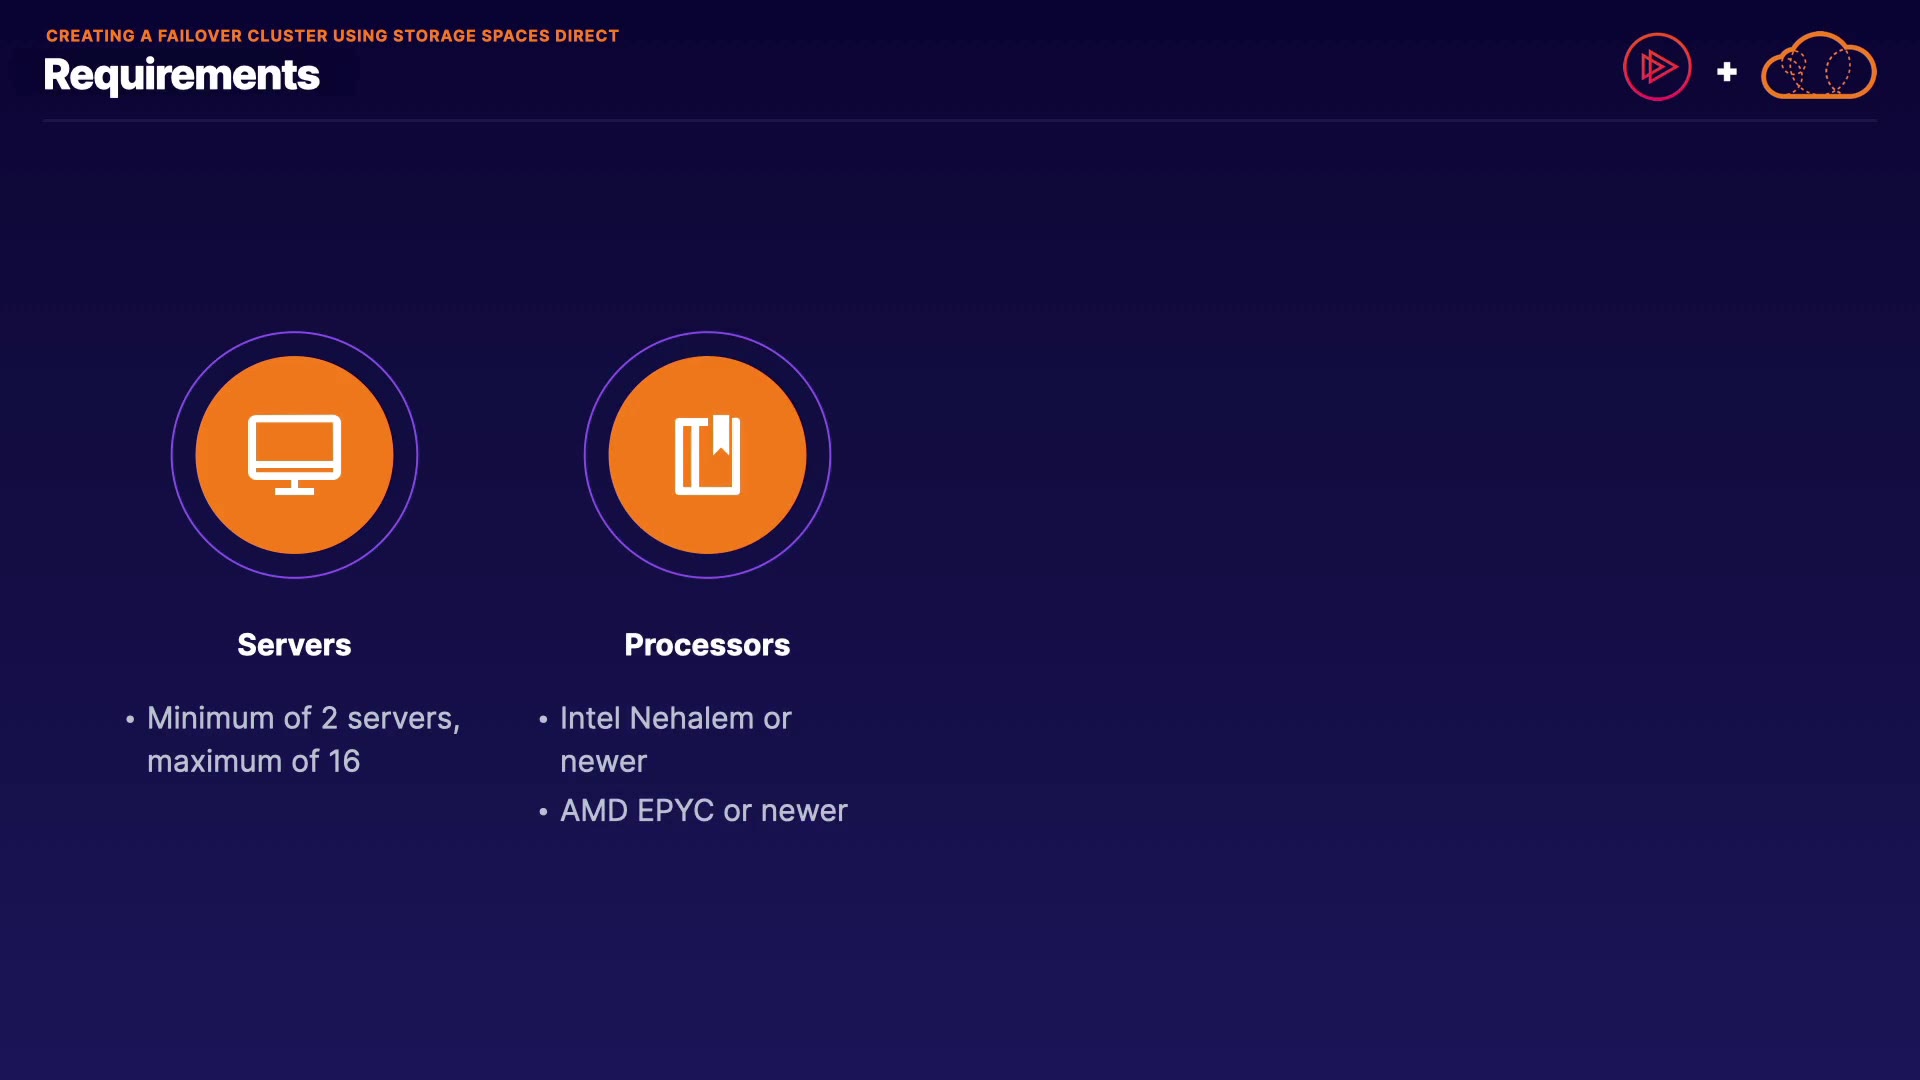 CREATING A FAILOVER CLUSTER USING STORAGE SPACES DIRECT
Requirements
Servers
• Minimum of 2 servers,
maximum of 16
Processors
• Intel Nehalem or
newer
• AMD EPYC or newer